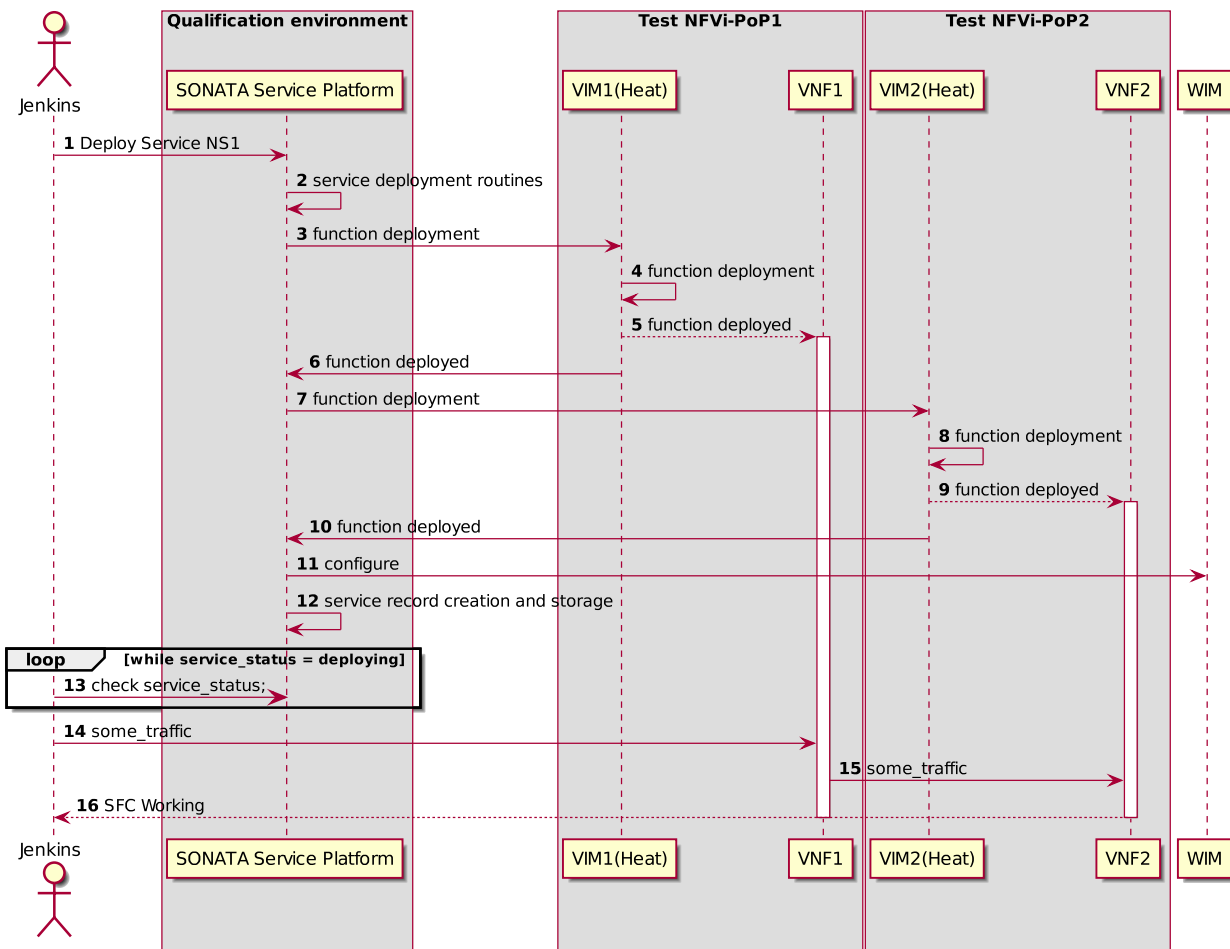 Qualification environment
Test NFVi-PoP1
Test NFVi-PoP2
Jenkins
SONATA Service Platform
VIM1(Heat)
VNF1
VIM2(Heat)
VNF2
WIM
1 Deploy Service NS1
2 service deployment routines
3 function deployment
4 function deployment
5 function deployed
6 function deployed
7 function deployment
8 function deployment
9 function deployed
10 function deployed
11 configure
12 service record creation and storage
loop [while service_status = deploying]
13 check service_status;
14 some_traffic
15 some_traffic
16 SFC Working
Jenkins
SONATA Service Platform
VIM1(Heat)
VNF1
VIM2(Heat)
VNF2
WIM